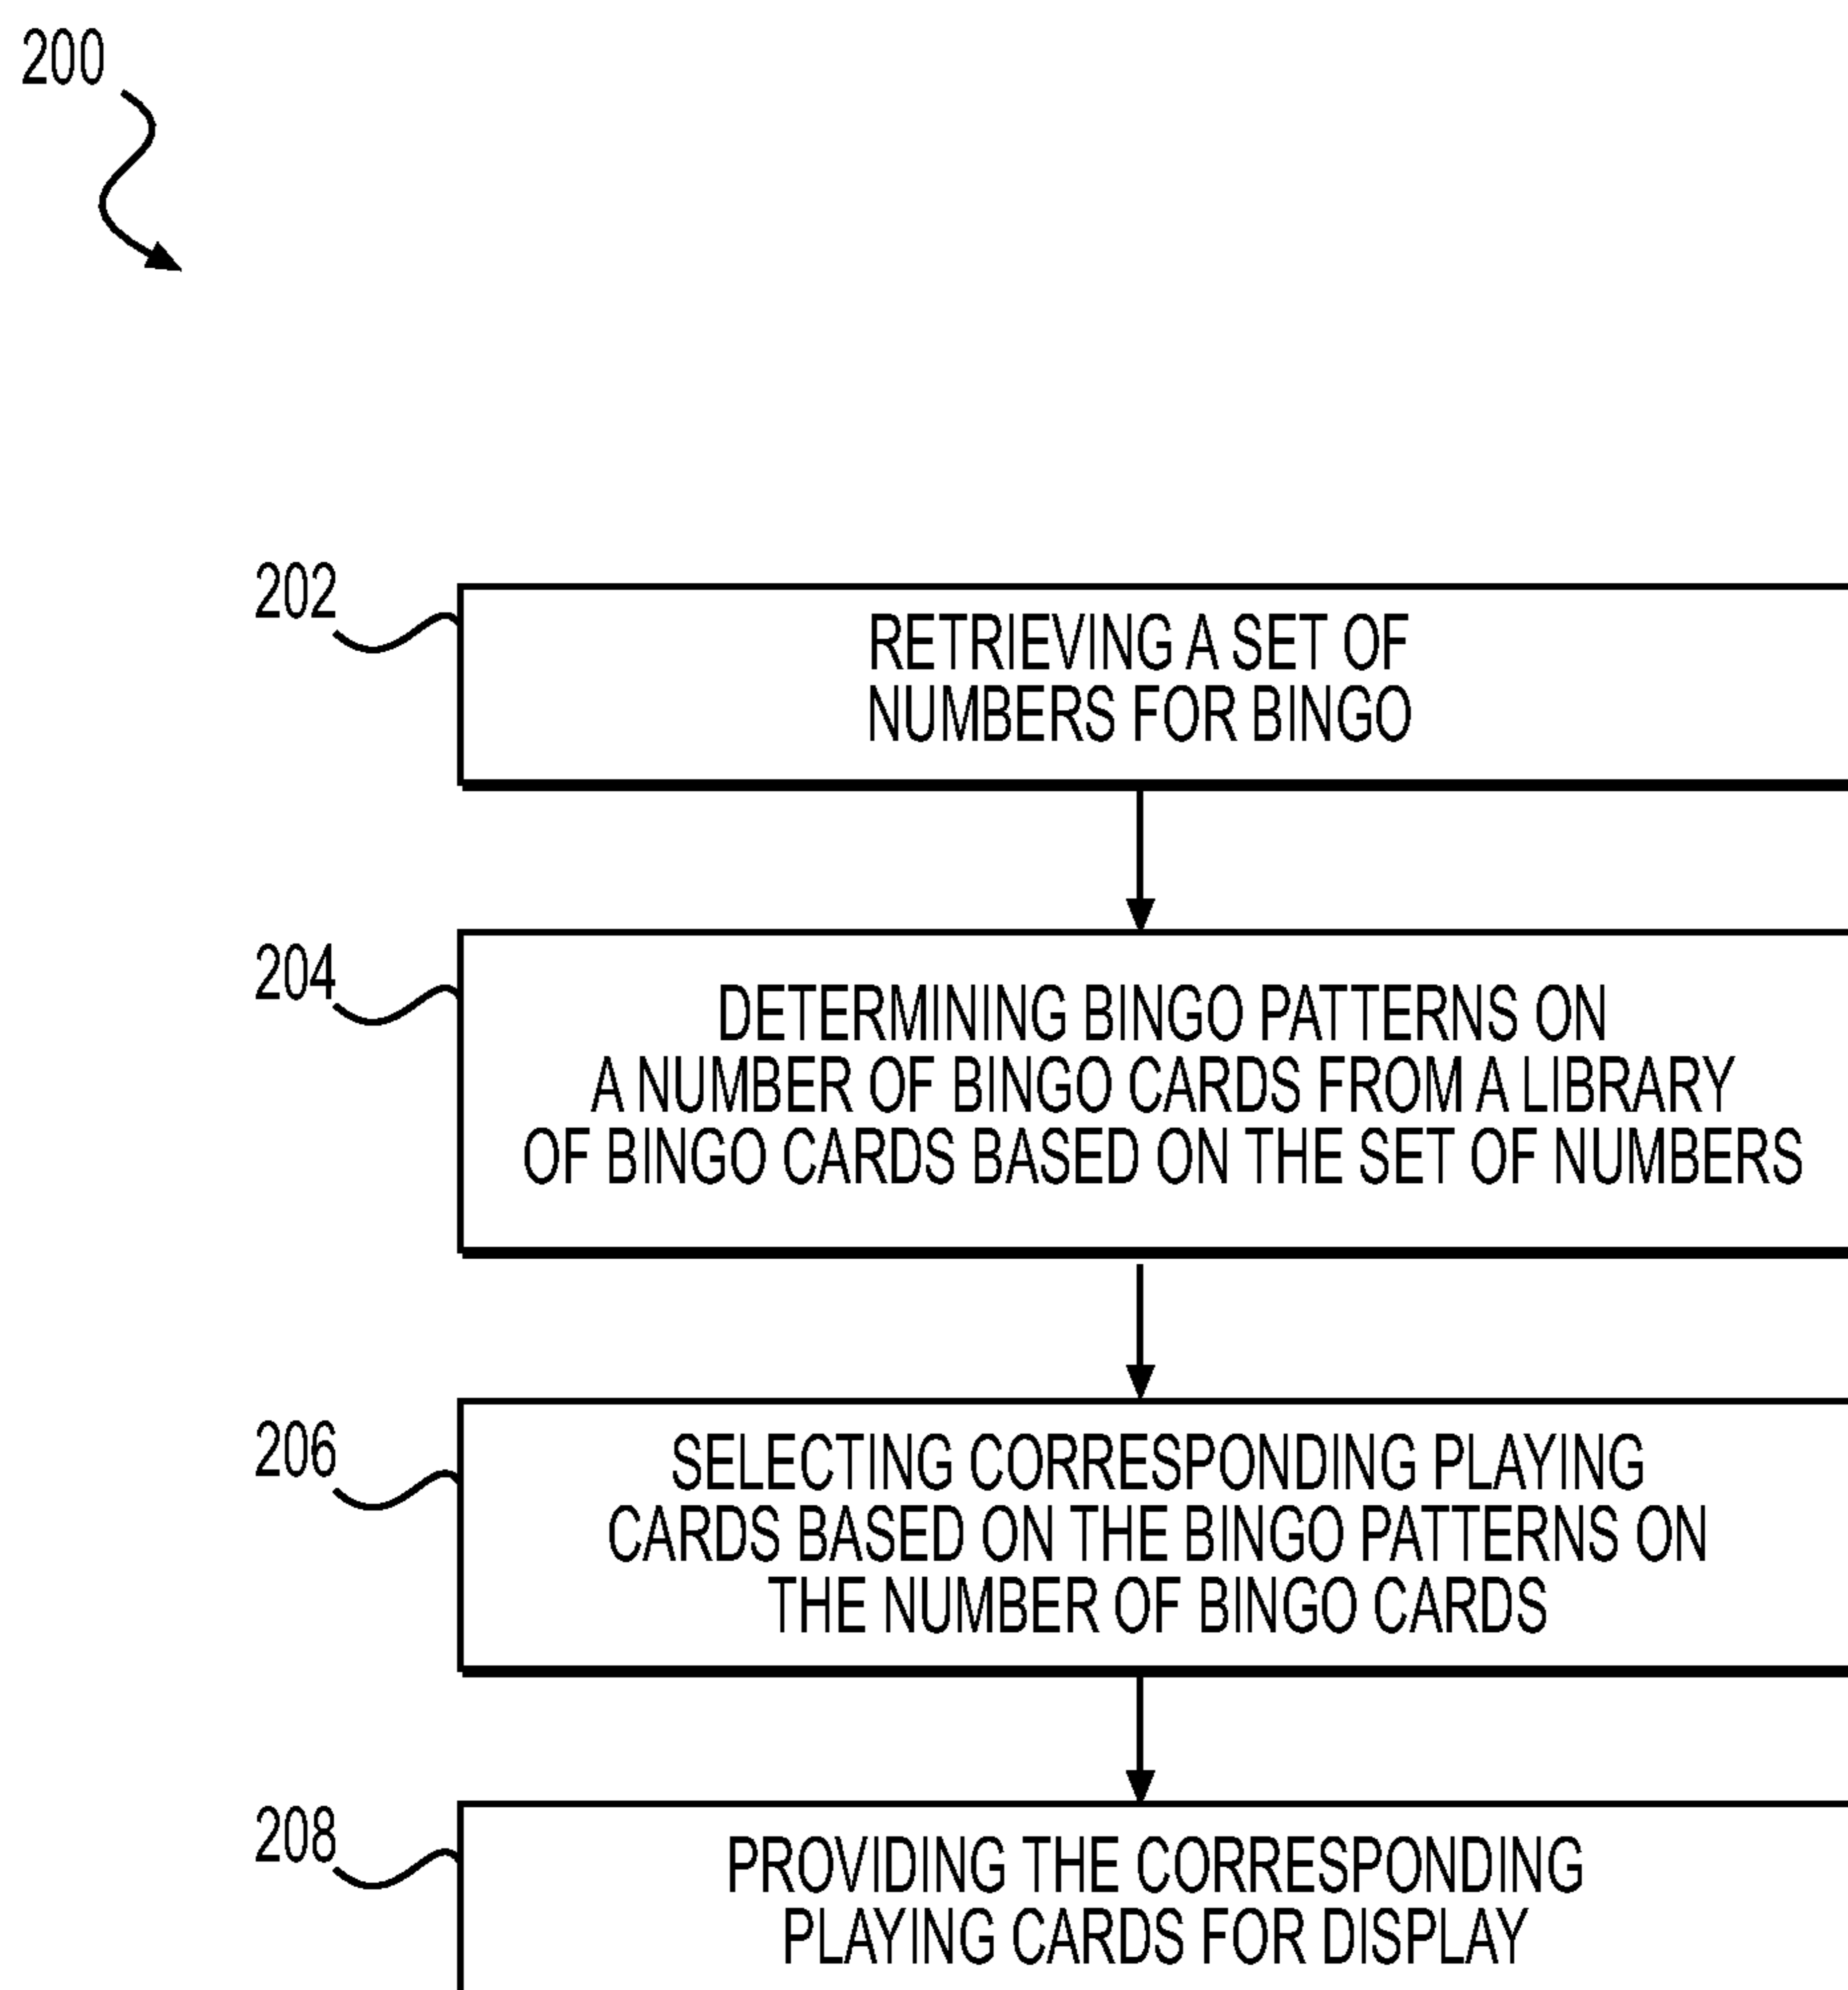 200
202
RETRIEVING A SET OF
NUMBERS FOR BINGO
204
DETERMINING BINGO PATTERNS ON
A NUMBER OF BINGO CARDS FROM A LIBRARY
OF BINGO CARDS BASED ON THE SET OF NUMBERS
206
SELECTING CORRESPONDING PLAYING
CARDS BASED ON THE BINGO PATTERNS ON
THE NUMBER OF BINGO CARDS
208
PROVIDING THE CORRESPONDING
PLAYING CARDS FOR DISPLAY